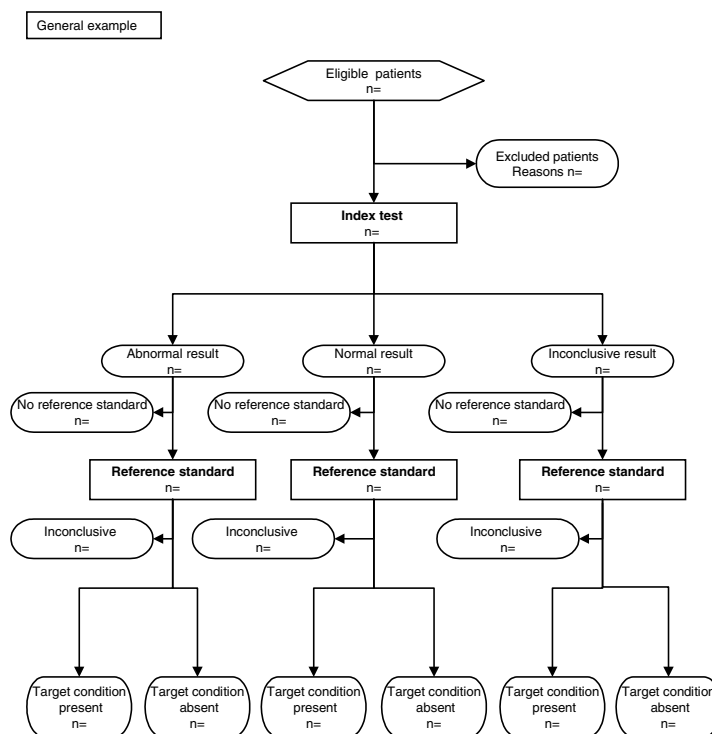 General example
Eligible patients
n=
Excluded patients
Reasons n=
Index test
n=
Abnormal result
n=
Normal result
n=
Inconclusive result
n=
No reference standard
n=
No reference standard
n=
No reference standard
n=
Reference standard
n=
Reference standard
n=
Reference standard
n=
Inconclusive
n=
Inconclusive
n=
Inconclusive
n=
Target condition
present
n=
Target condition
absent
n=
Target condition
present
n=
Target condition
absent
n=
Target condition
present
n=
Target condition
absent
n=